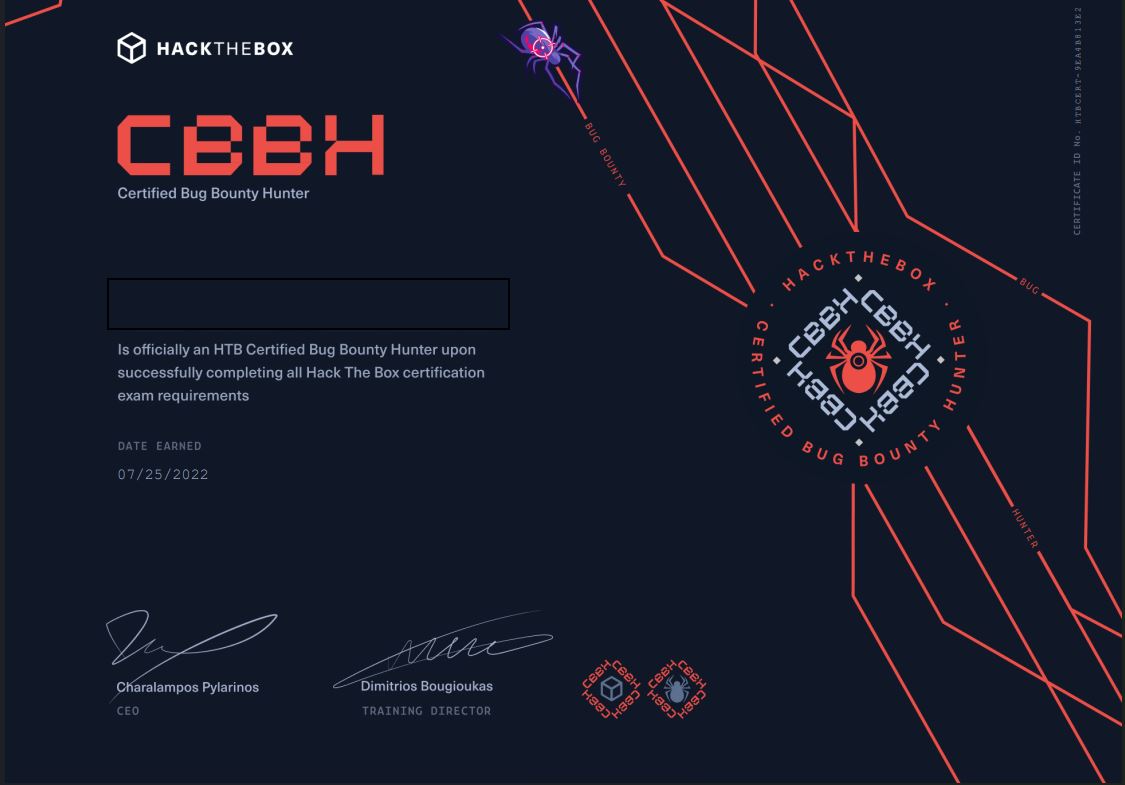 HACKTHEBOX
CBBH
Certified Bug Bounty Hunter
Is officially an HTB Certified Bug Bounty Hunter upon
successfully completing all Hack The Box certification
exam requirements
DATE EARNED
07/25/2022
Charalampos Pylarinos
CEO
Dimitrios Bougioukas
TRAINING DIRECTOR
CBBH CBBH CBBH CBBH
CBBH CBBH CBBH CBBH
BUG BOUNTY
· HACKTHEBOX ·
CERTIFIED BUG BOUNTY HUNTER
CBBH CBBH CBBH CBBH
BUG
HUNTER
CERTIFICATE ID No. HTBCERT-9EA4B813E2